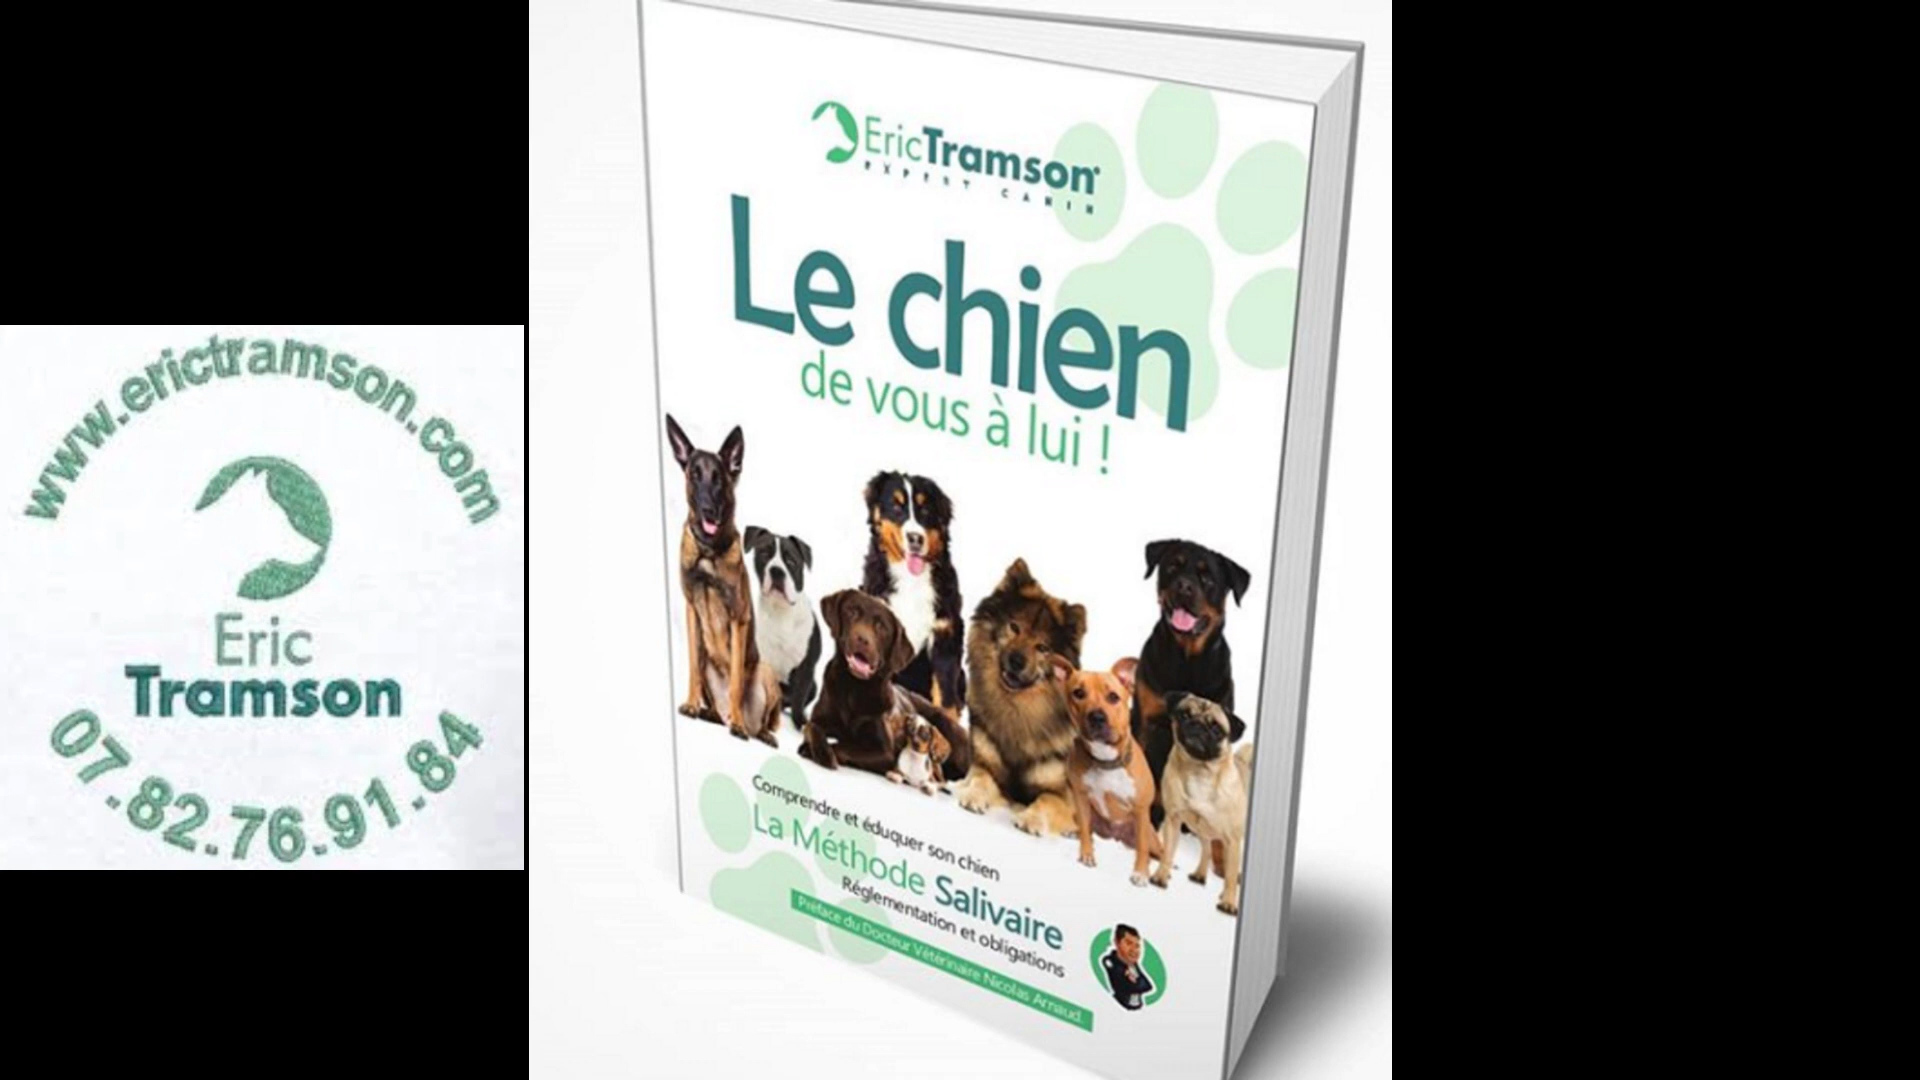 www.erictramson.com
Eric
Tramson
07.82.76.91.84
EricTramson
EXPERT CANIN
Le chien
de vous à lui !
Comprendre et éduquer son chien
La Méthode Salivaire
Réglementation et obligations
Préface du Docteur Vétérinaire Nicolas Arnaud.